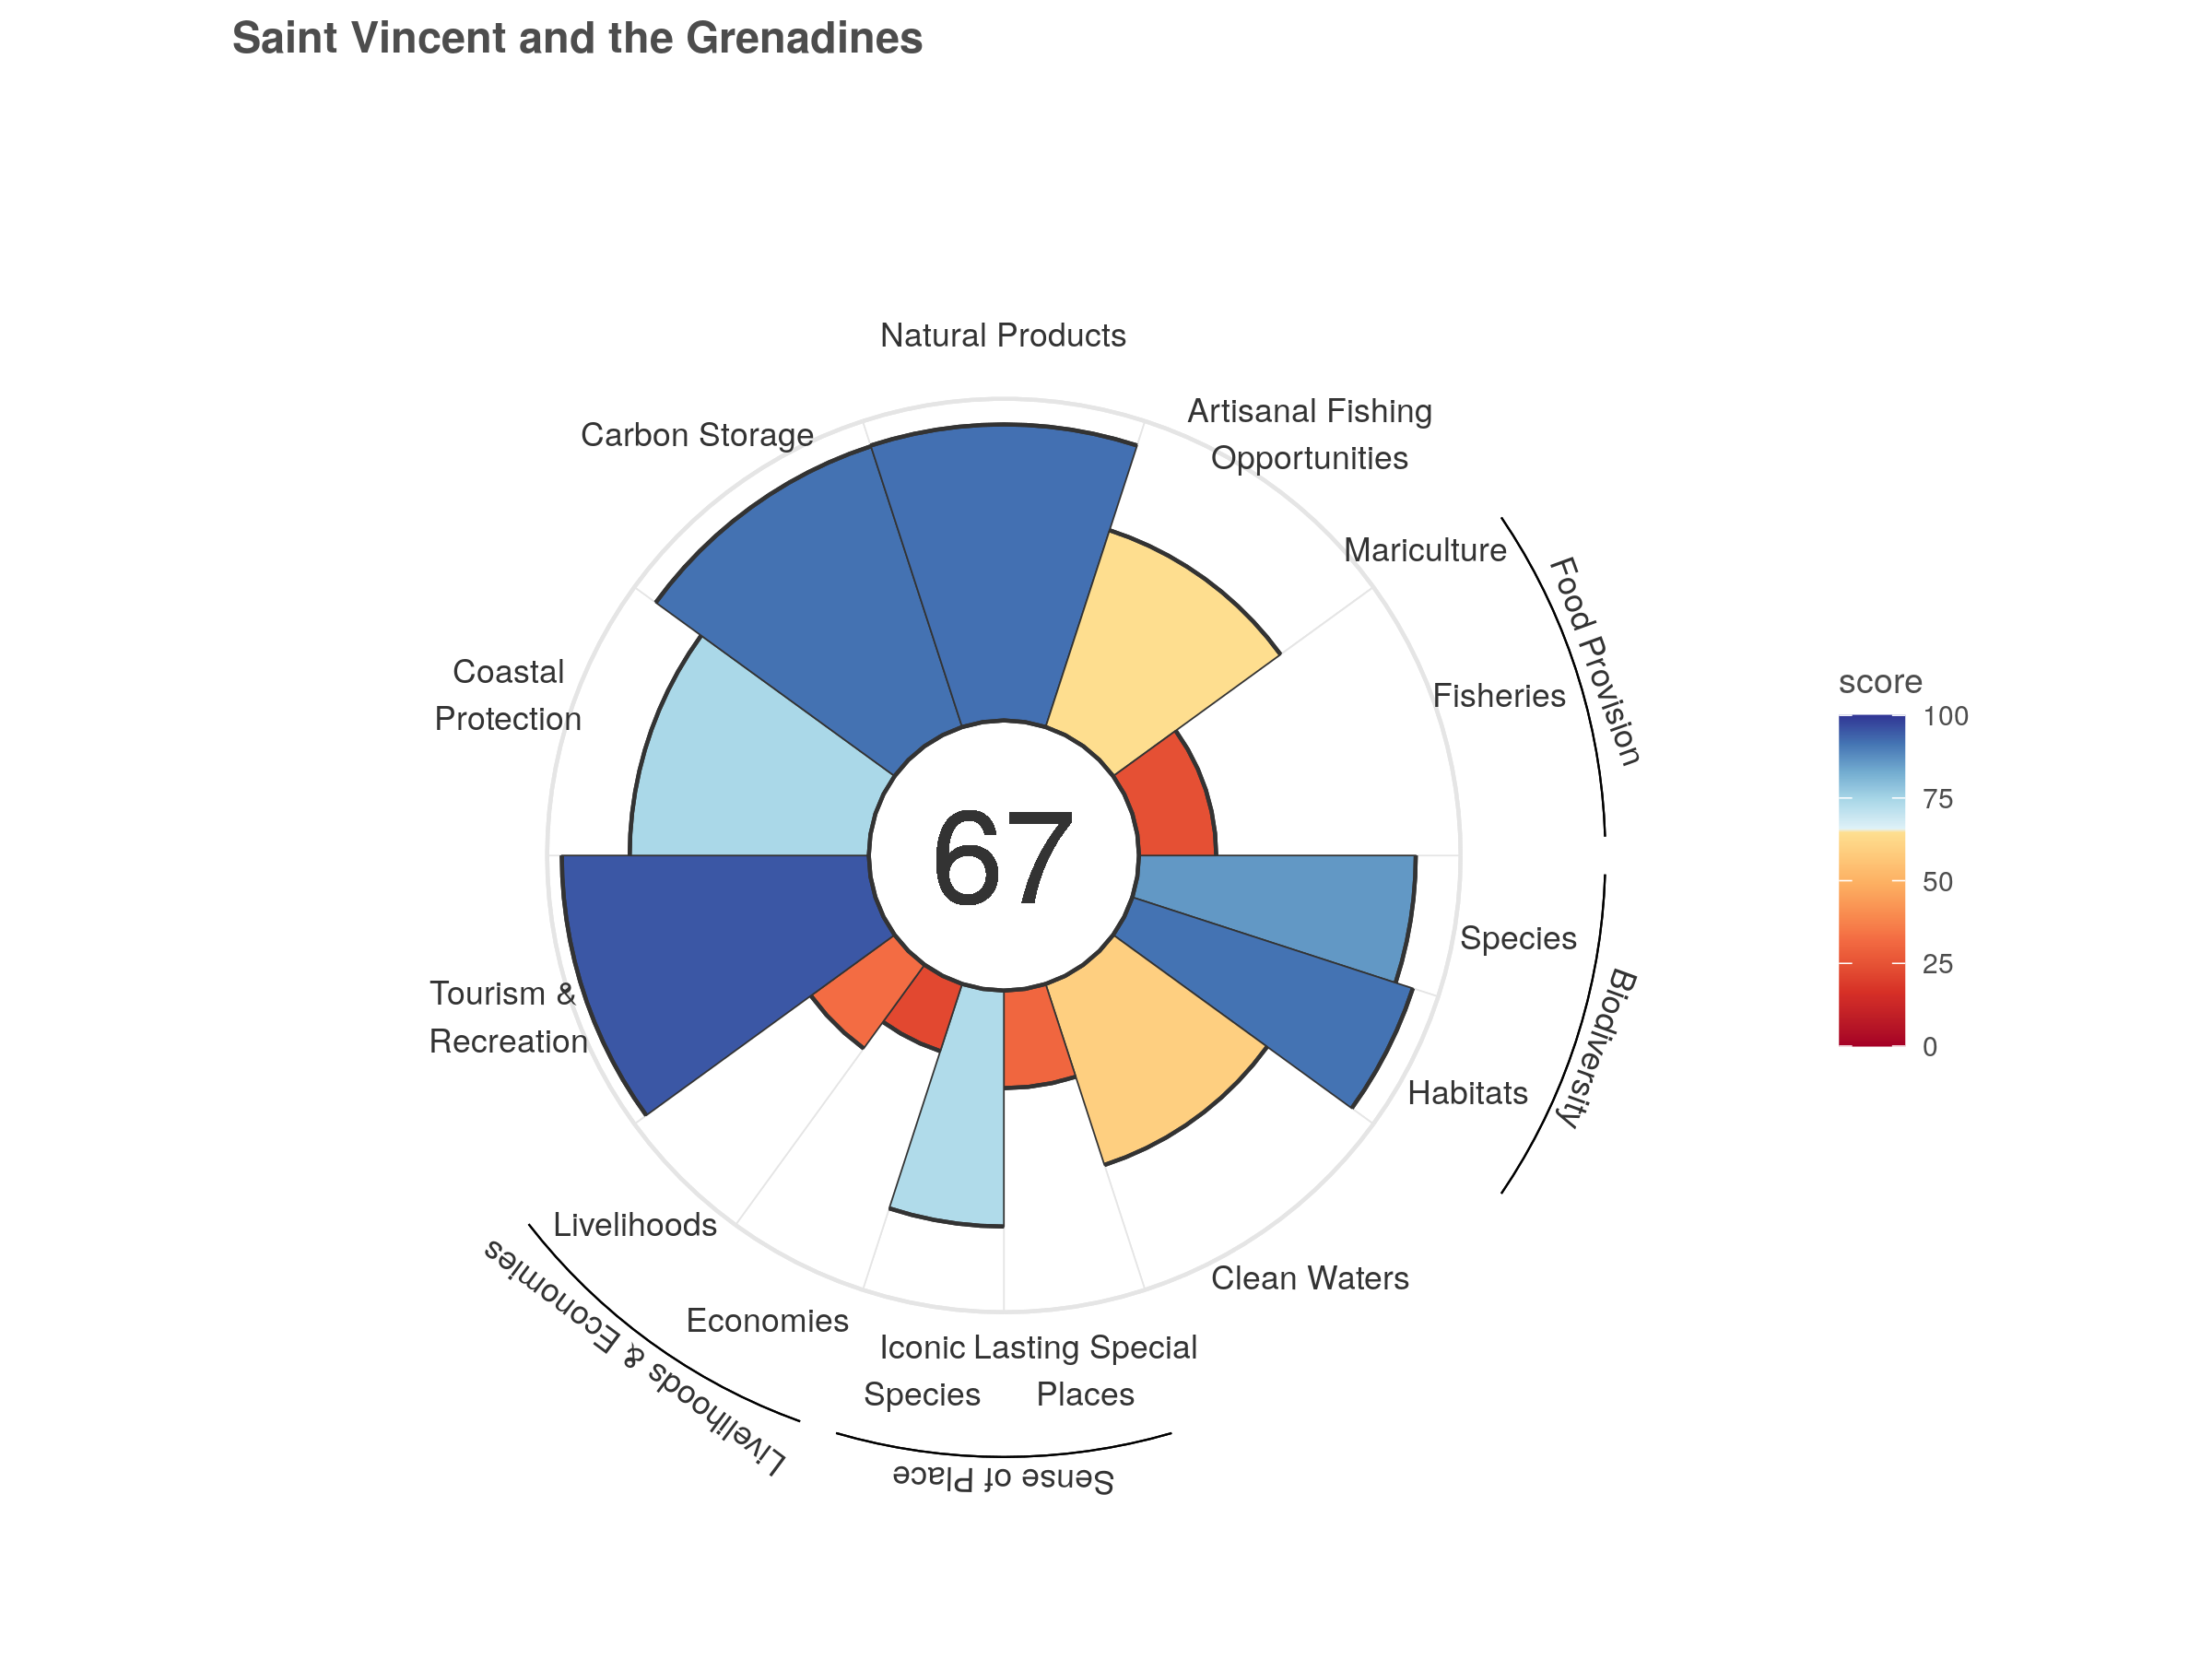 Saint Vincent and the Grenadines
Natural Products
Artisanal Fishing
Opportunities
Carbon Storage
Mariculture
Food Provision
Fisheries
Coastal
Protection
score
100
75
50
25
0
67
Species
Biodiversity
Habitats
Tourism &
Recreation
Livelihoods
Livelihoods & Economies
Economies
Clean Waters
Iconic
Species
Lasting Special
Places
Sense of Place